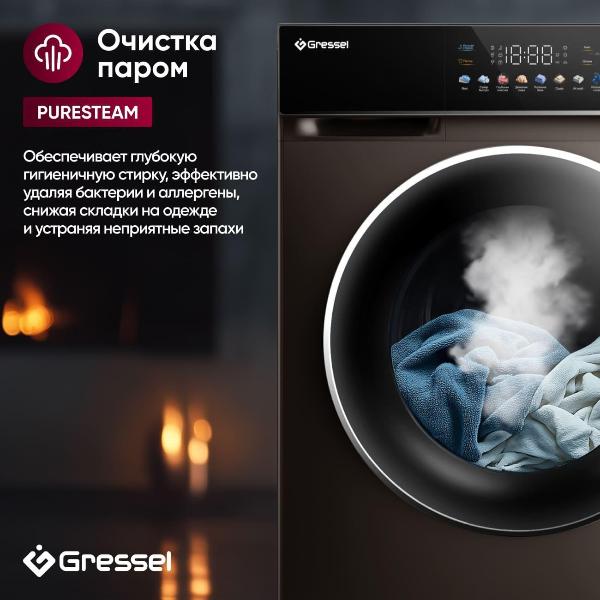 Очистка
паром
PURESTEAM
Обеспечивает глубокую
гигиеничную стирку, эффективно
удаляя бактерии и аллергены,
снижая складки на одежде
и устраняя неприятные запахи
Gressel
18:88
Gressel